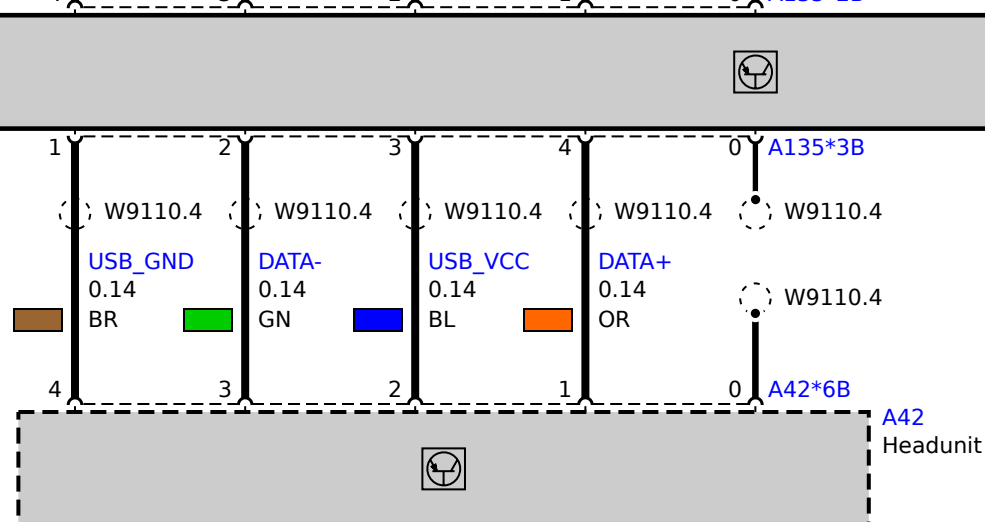 1 2 3 4 0 A135*3B
W9110.4 W9110.4 W9110.4 W9110.4 W9110.4
USB_GND DATA- USB_VCC DATA+
0.14 0.14 0.14 0.14 W9110.4
BR GN BL OR
4 3 2 1 0 A42*6B
A42
Headunit